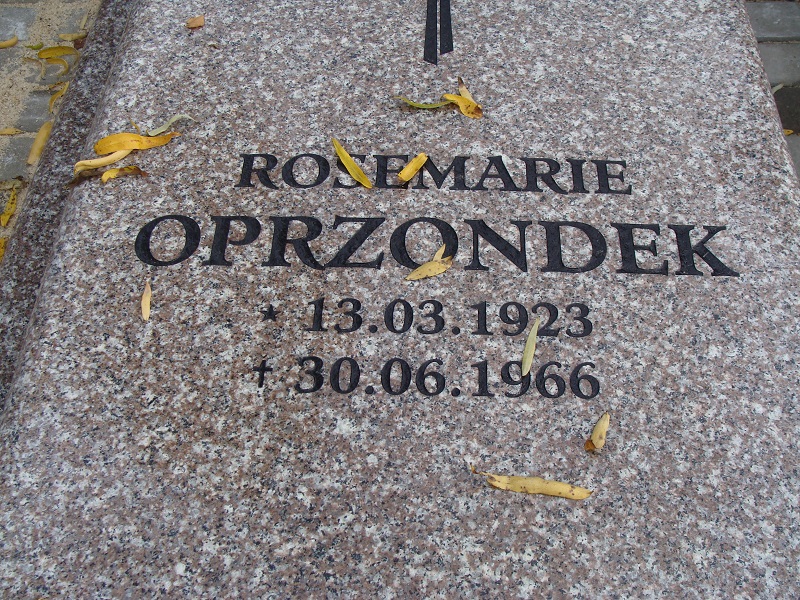 ROSEMARIE
OPRZONDEK
* 13.03.1923
† 30.06.1966